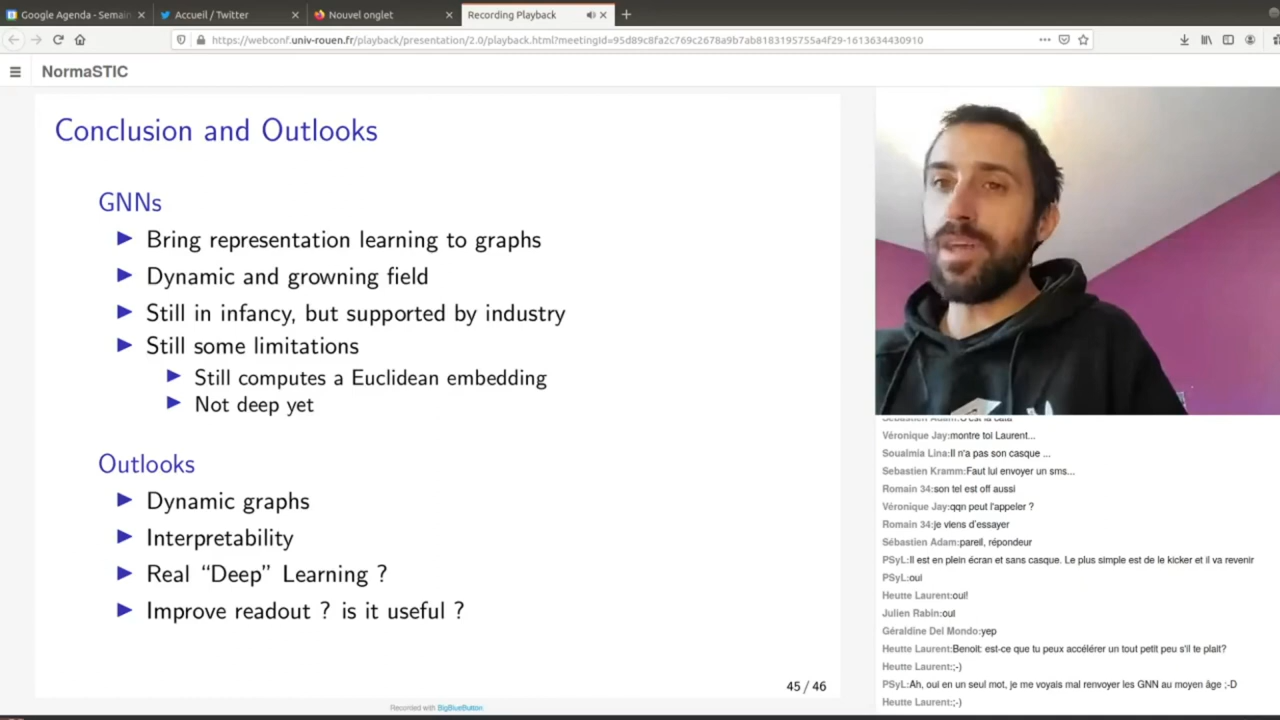 Google Agenda - Semain
Accueil / Twitter
Nouvel onglet
Recording Playback
https://webconf.univ-rouen.fr/playback/presentation/2.0/playback.html?meetingId=95d89c8fa2c769c2678a9b7ab8183195755a4f29-1613634430910
NormaSTIC
Conclusion and Outlooks
GNNs
Bring representation learning to graphs
Dynamic and growning field
Still in infancy, but supported by industry
Still some limitations
Still computes a Euclidean embedding
Not deep yet
Outlooks
Dynamic graphs
Interpretability
Real “Deep” Learning ?
Improve readout ? is it useful ?
45 / 46
Recorded with BigBlueButton
Véronique Jay:montre toi Laurent...
Soualmia Lina:Il n'a pas son casque ...
Sebastien Kramm:Faut lui envoyer un sms...
Romain 34:son tel est off aussi
Véronique Jay:qqn peut l'appeler ?
Romain 34:je viens d'essayer
Sébastien Adam:pareil, répondeur
PSyL:Il est en plein écran et sans casque. Le plus simple est de le kicker et il va revenir
PSyL:oui
Heutte Laurent:oui!
Julien Rabin:oui
Géraldine Del Mondo:yep
Heutte Laurent:Benoit: est-ce que tu peux accélérer un tout petit peu s'il te plait?
Heutte Laurent:;-)
PSyL:Ah, oui en un seul mot, je me voyais mal renvoyer les GNN au moyen âge ;-D
Heutte Laurent:;-)